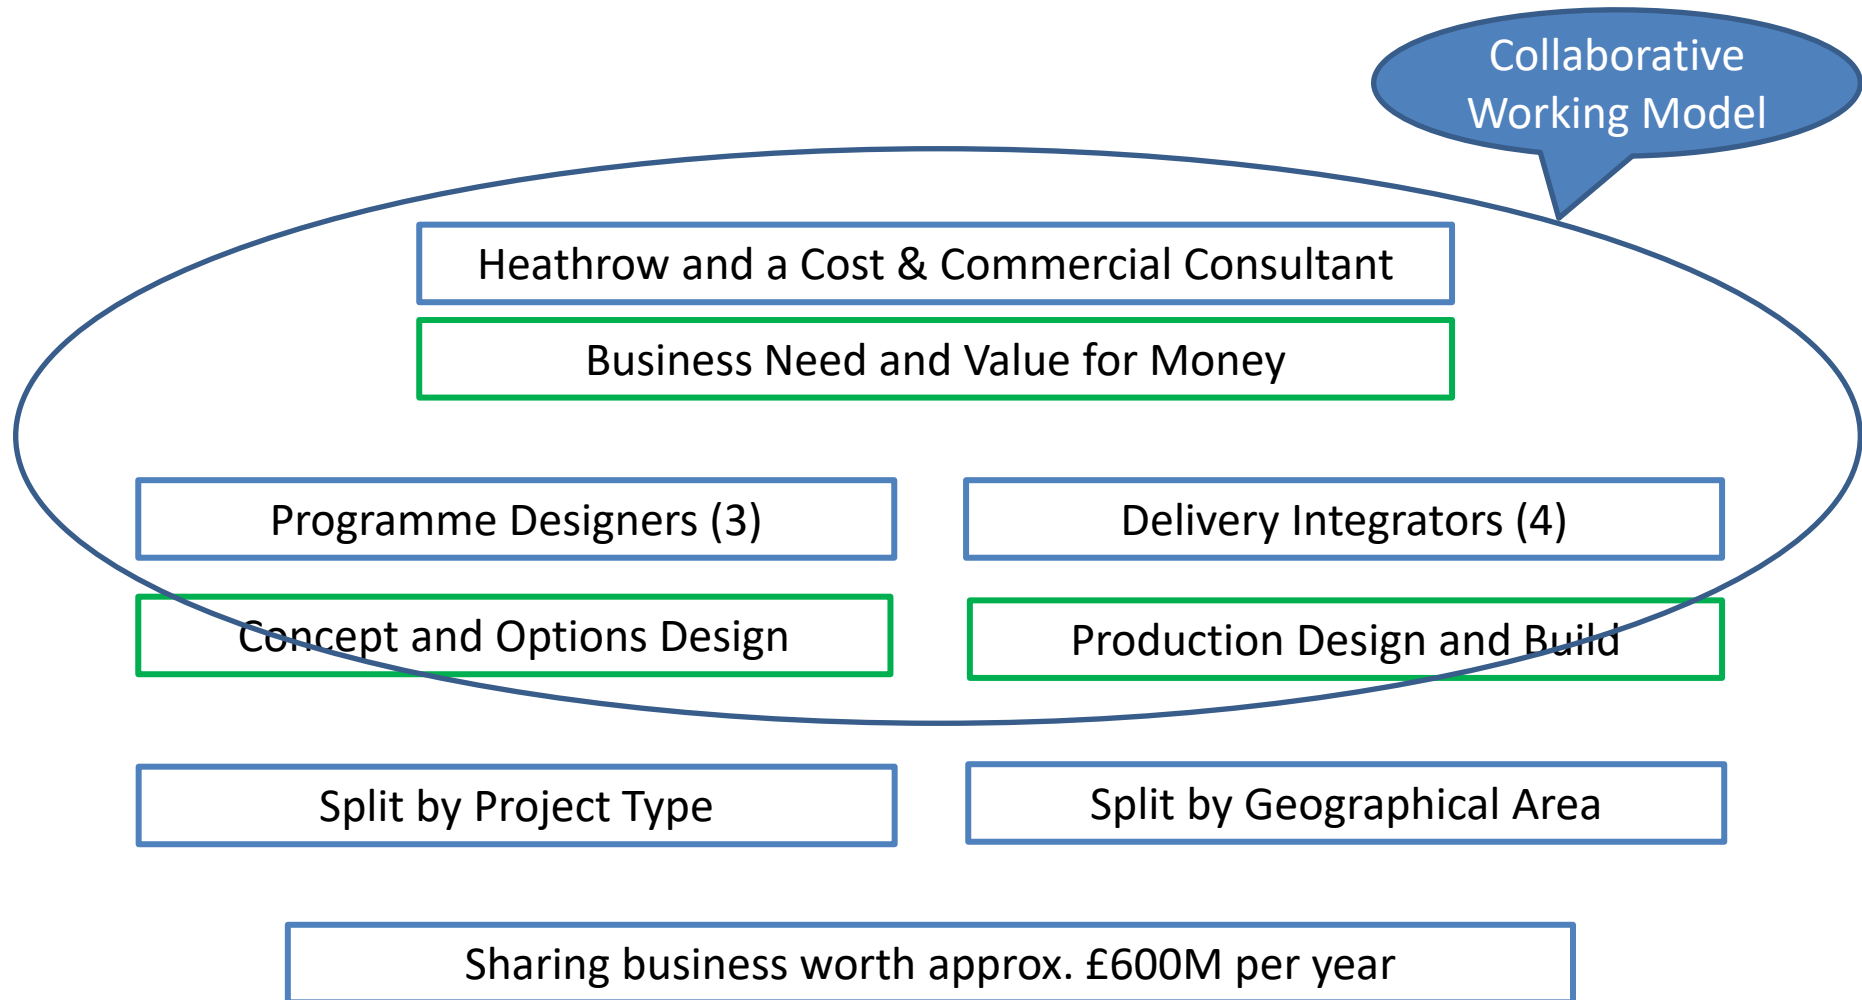 Collaborative
Working Model
Heathrow and a Cost & Commercial Consultant
Business Need and Value for Money
Programme Designers (3)
Delivery Integrators (4)
Concept and Options Design
Production Design and Build
Split by Project Type
Split by Geographical Area
Sharing business worth approx. £600M per year